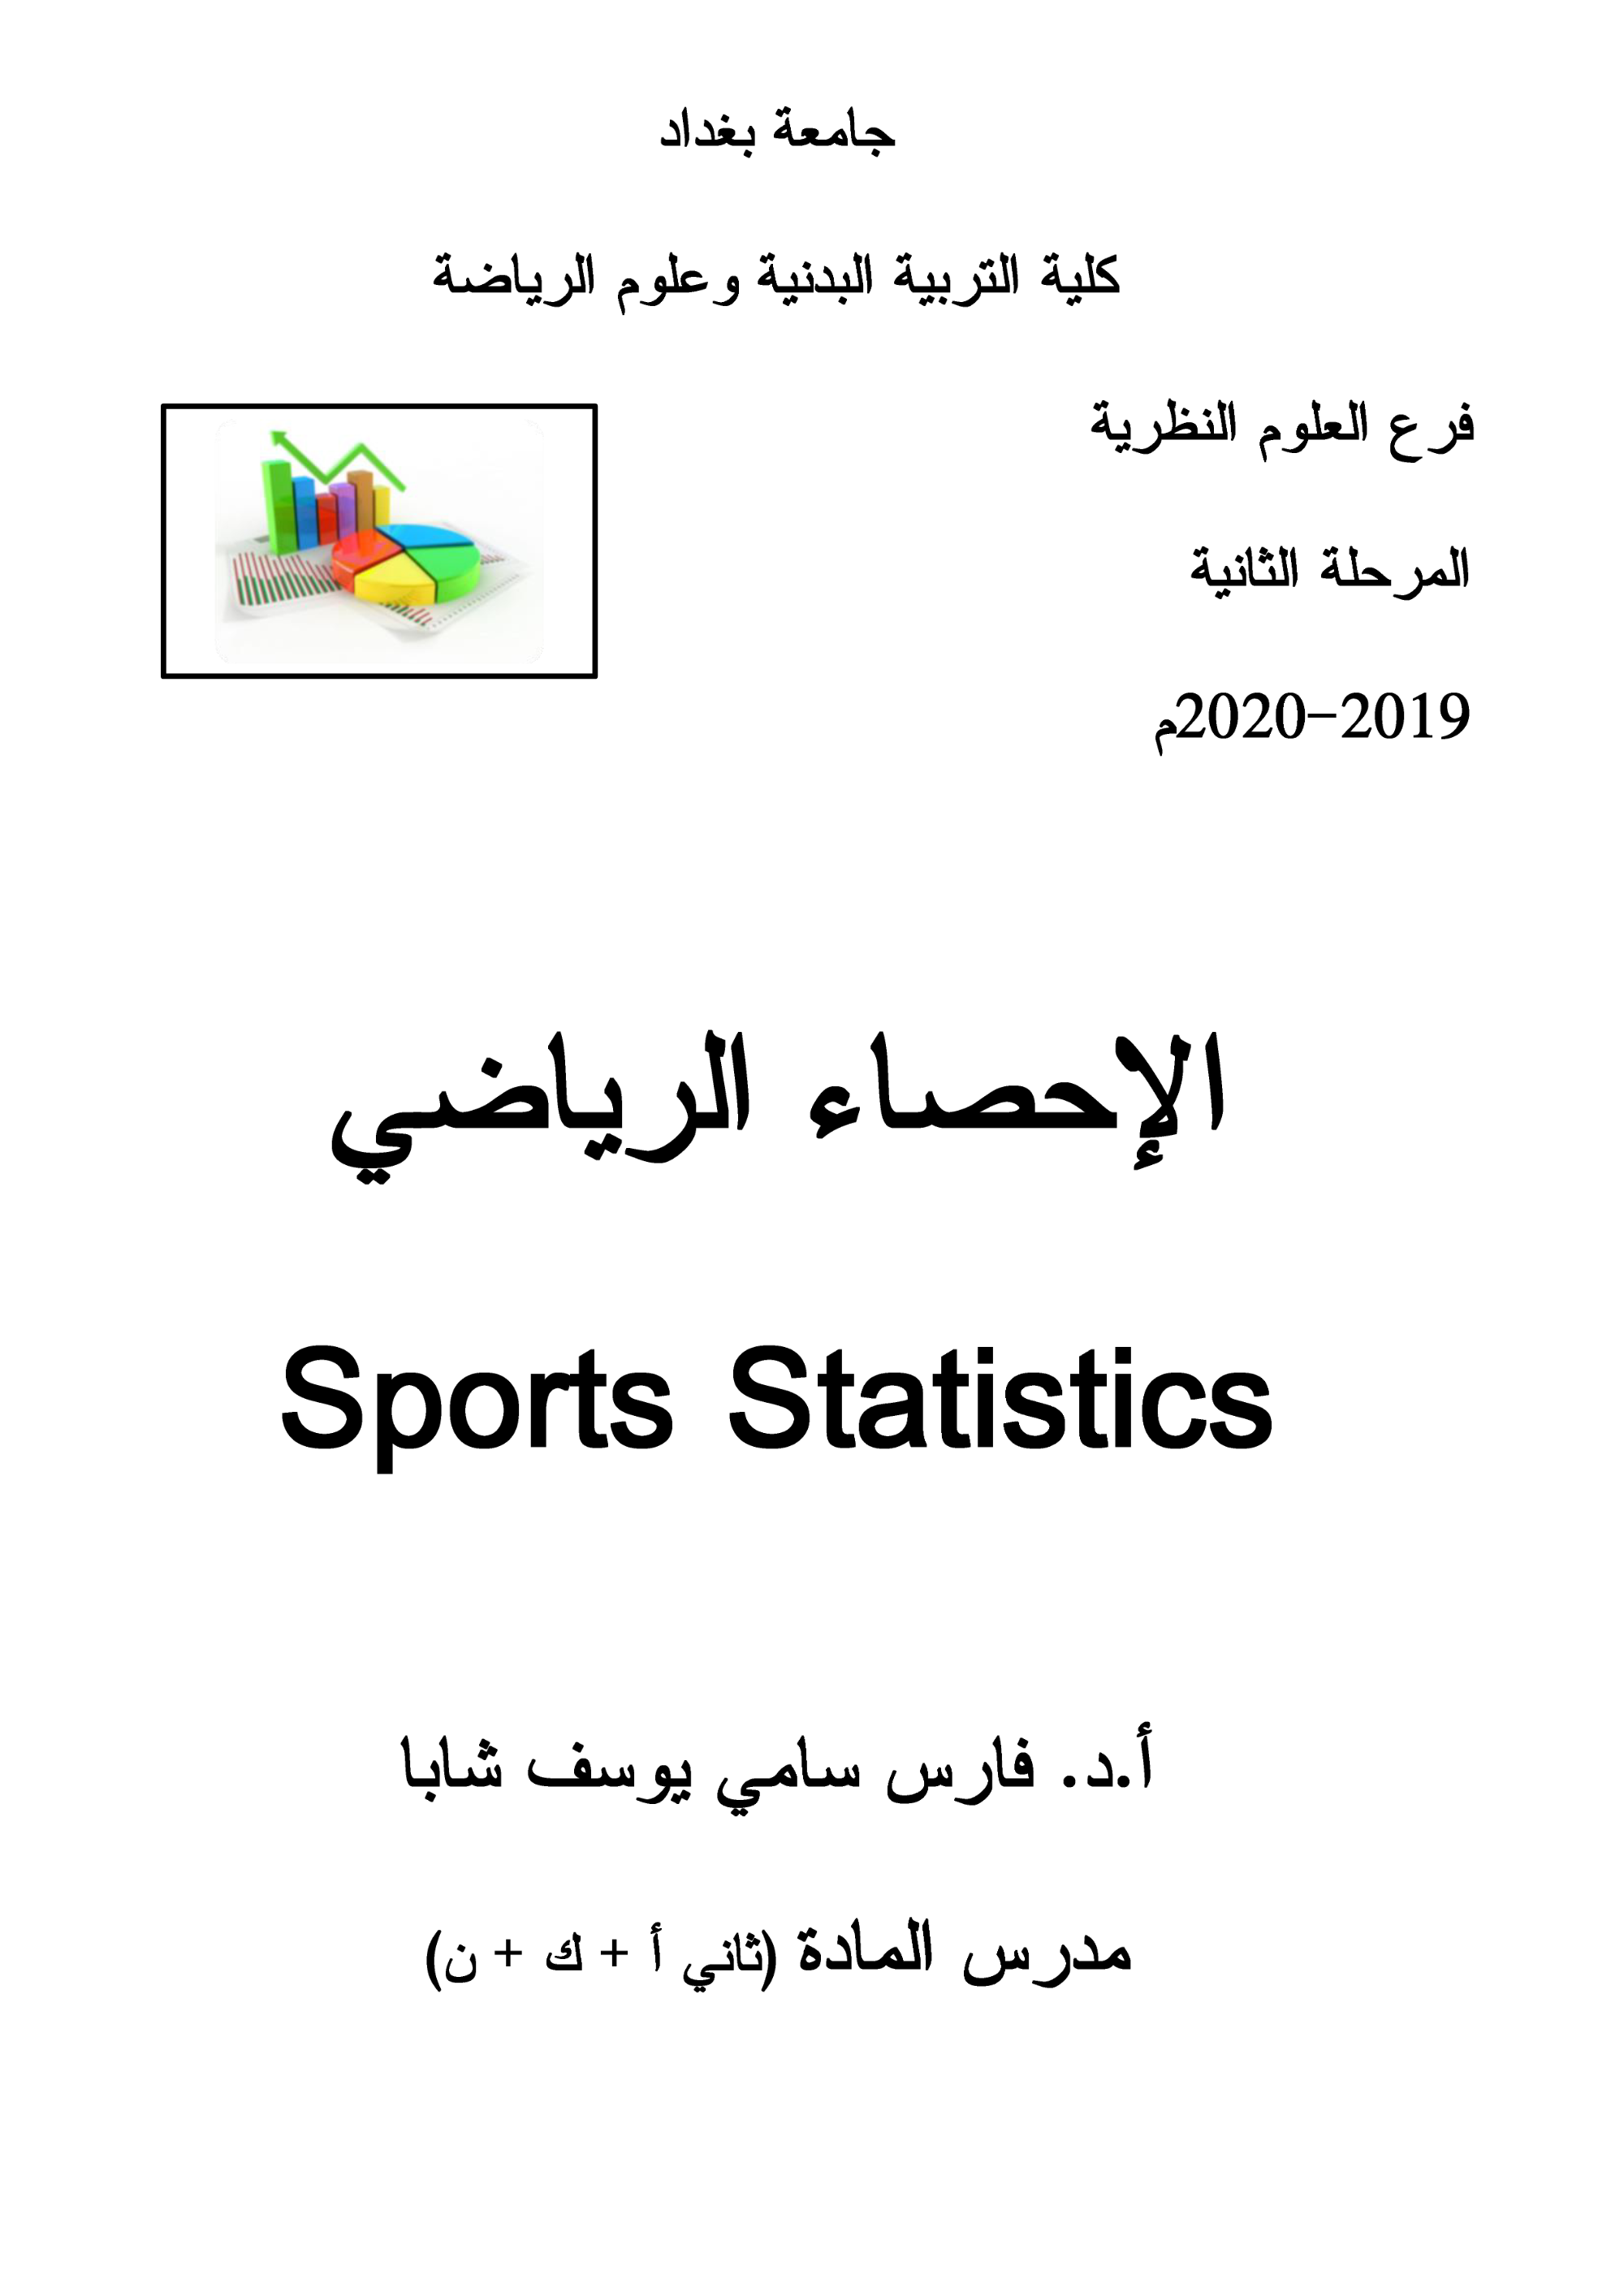 جامعة بغداد
كلية التربية البدنية وعلوم الرياضة
فرع العلوم النظرية
المرحلة الثانية
2019-2020م
الإحصاء الرياضي
Sports Statistics
أ.د. فارس سامي يوسف شابا
مدرس المادة (ثاني أ + ك + ن)